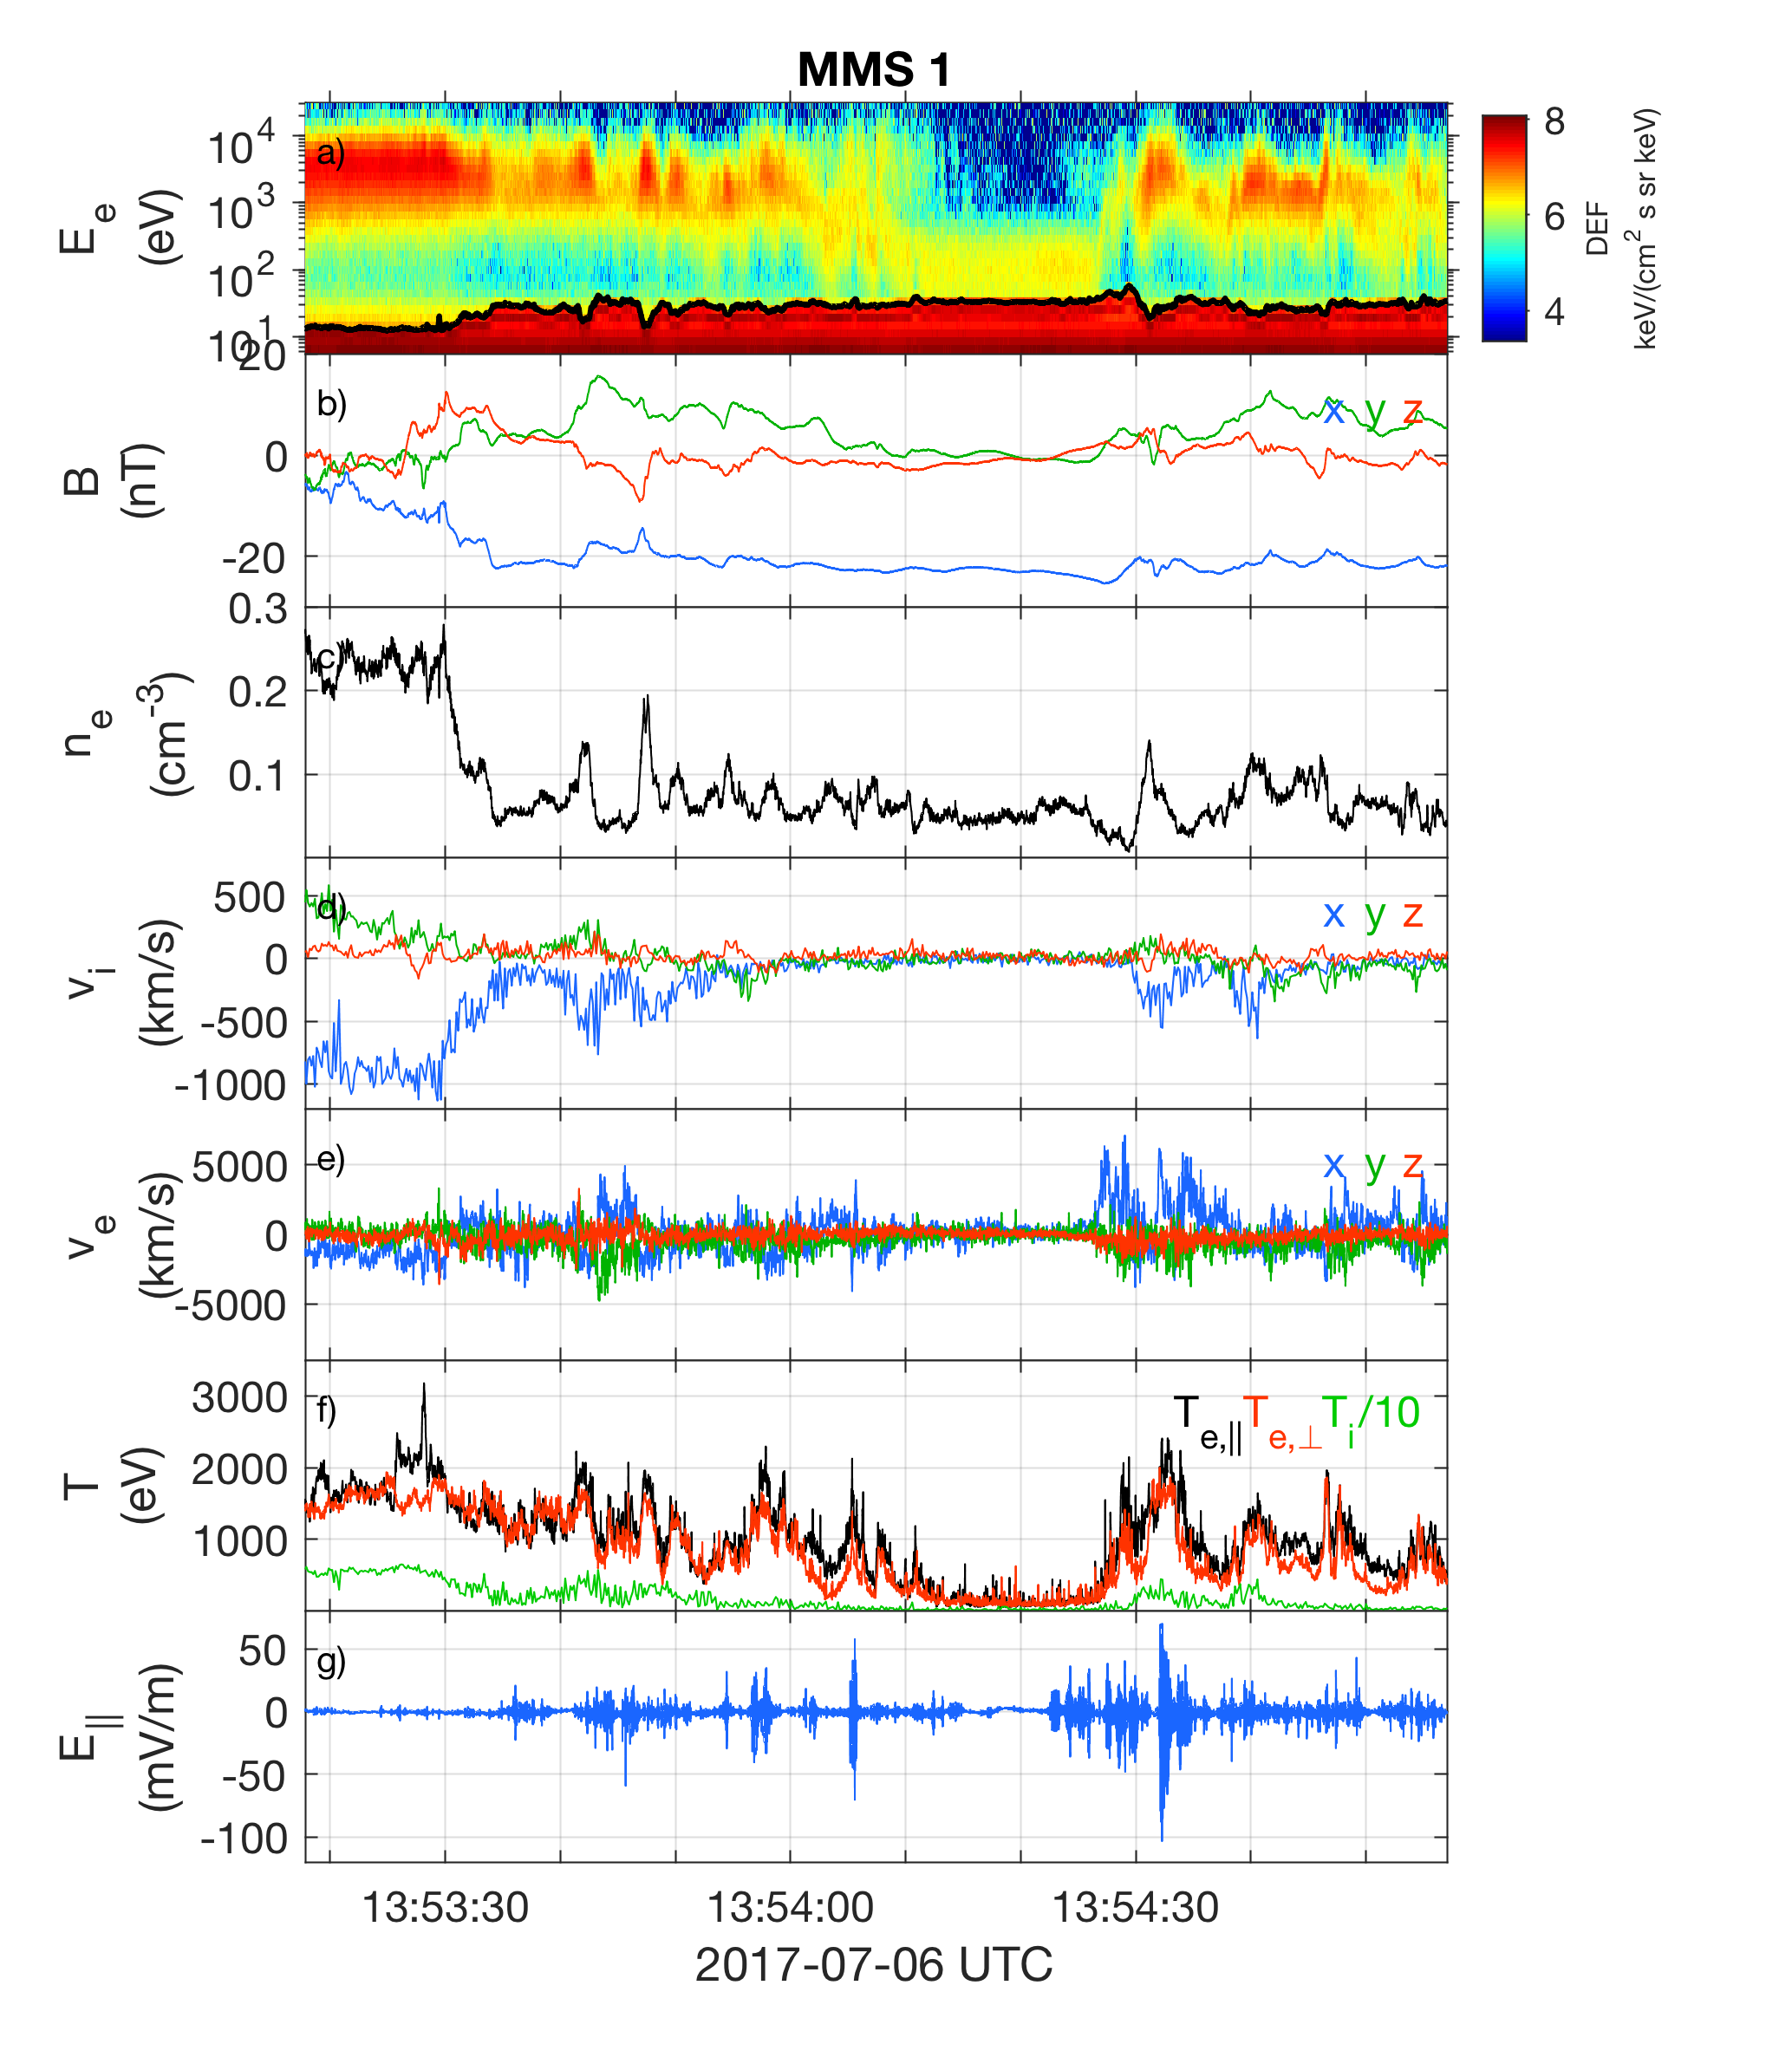 MMS 1
a)
E_e (eV)
10^4
10^3
10^2
10^1
8
6
4
DEF
keV/(cm^2 s sr keV)
b)
B (nT)
20
0
-20
x y z
c)
n_e (cm^-3)
0.3
0.2
0.1
d)
v_i (km/s)
500
0
-500
-1000
x y z
e)
v_e (km/s)
5000
0
-5000
x y z
f)
T (eV)
3000
2000
1000
T_e,|| T_e,⊥ T_i/10
g)
E_|| (mV/m)
50
0
-50
-100
13:53:30 13:54:00 13:54:30
2017-07-06 UTC